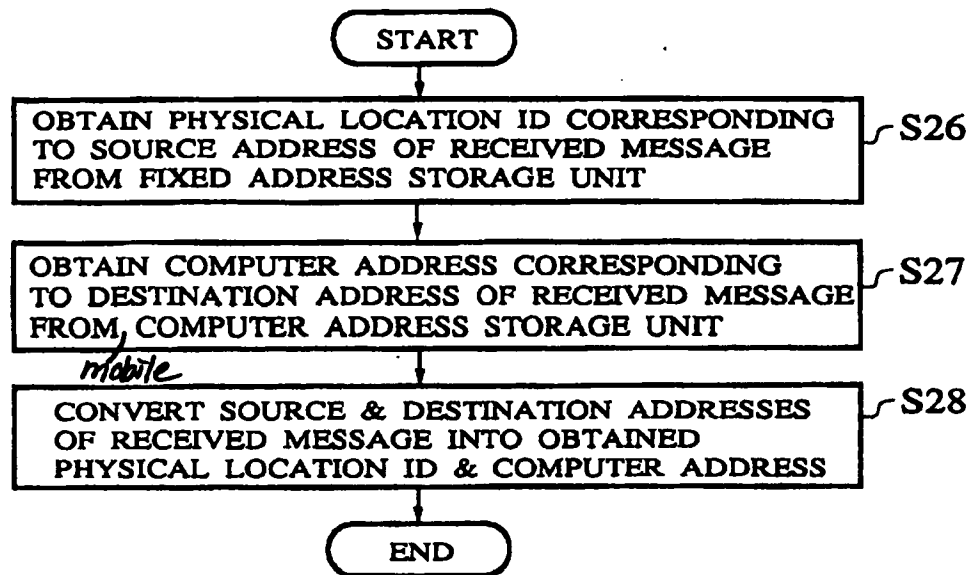 START
OBTAIN PHYSICAL LOCATION ID CORRESPONDING
TO SOURCE ADDRESS OF RECEIVED MESSAGE
FROM FIXED ADDRESS STORAGE UNIT
S26
OBTAIN COMPUTER ADDRESS CORRESPONDING
TO DESTINATION ADDRESS OF RECEIVED MESSAGE
FROM COMPUTER ADDRESS STORAGE UNIT
S27
mobile
CONVERT SOURCE & DESTINATION ADDRESSES
OF RECEIVED MESSAGE INTO OBTAINED
PHYSICAL LOCATION ID & COMPUTER ADDRESS
S28
END